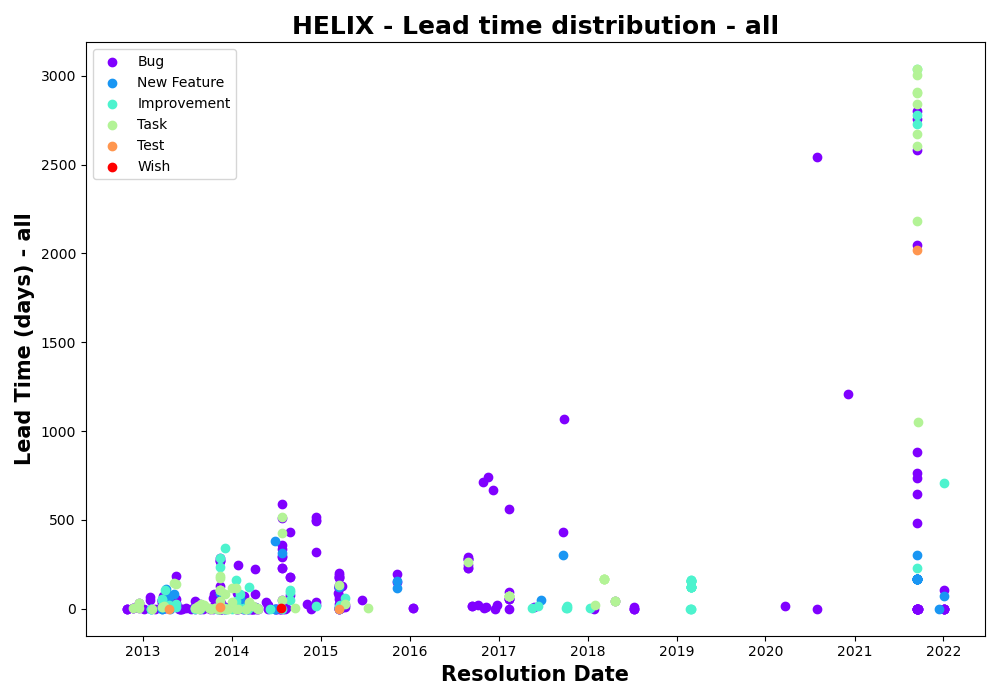 HELIX - Lead time distribution - all
Bug
New Feature
Improvement
Task
Test
Wish
Lead Time (days) - all
3000
2500
2000
1500
1000
500
0
2013 2014 2015 2016 2017 2018 2019 2020 2021 2022
Resolution Date